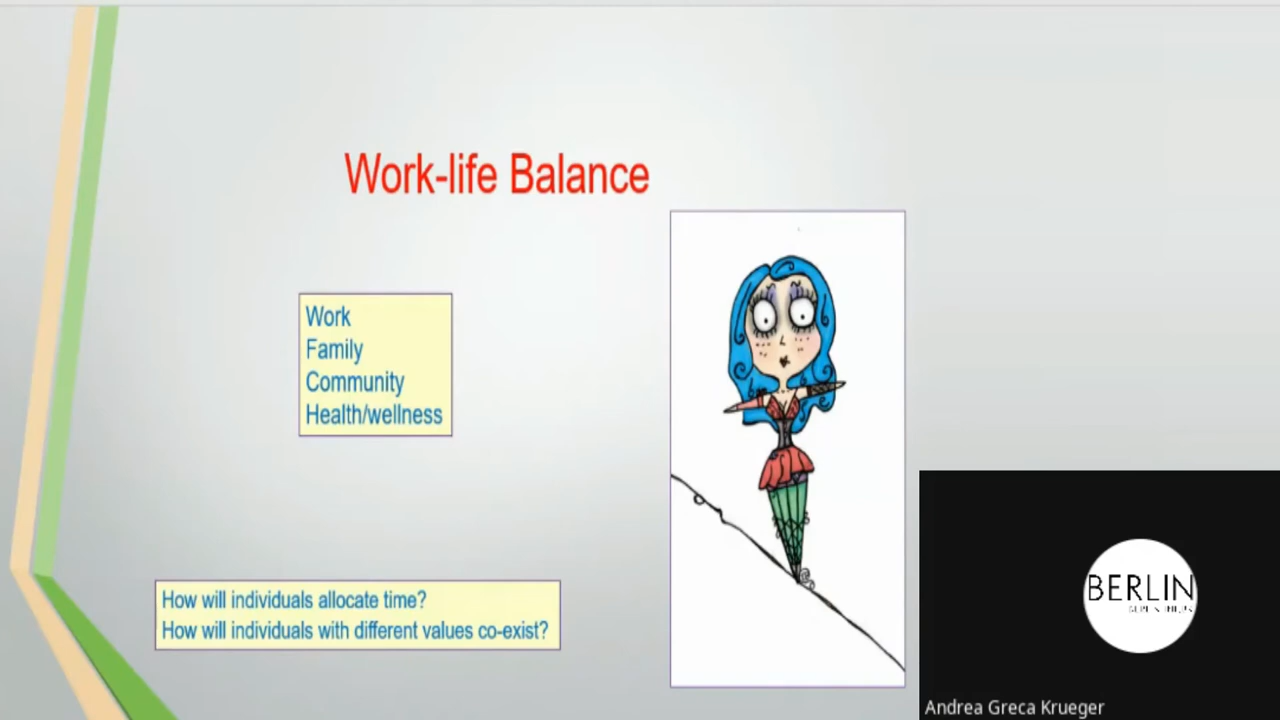 Work-life Balance
Work
Family
Community
Health/wellness
How will individuals allocate time?
How will individuals with different values co-exist?
BERLIN
Andrea Greca Krueger